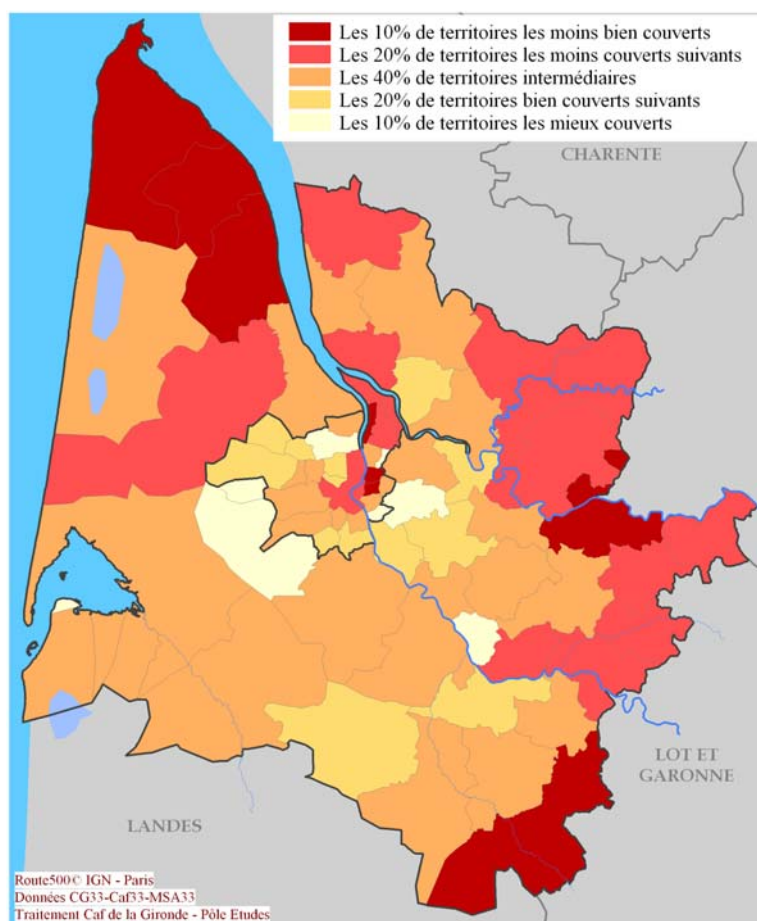 Les 10% de territoires les moins bien couverts
Les 20% de territoires les moins couverts suivants
Les 40% de territoires intermédiaires
Les 20% de territoires bien couverts suivants
Les 10% de territoires les mieux couverts
CHARENTE
LOT ET
GARONNE
LANDES
Route500© IGN - Paris
Données CG33-Caf33-MSA33
Traitement Caf de la Gironde - Pôle Etudes